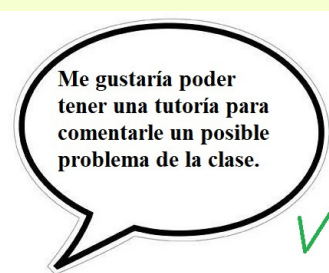 Me gustaría poder
tener una tutoría para
comentarle un posible
problema de la clase.